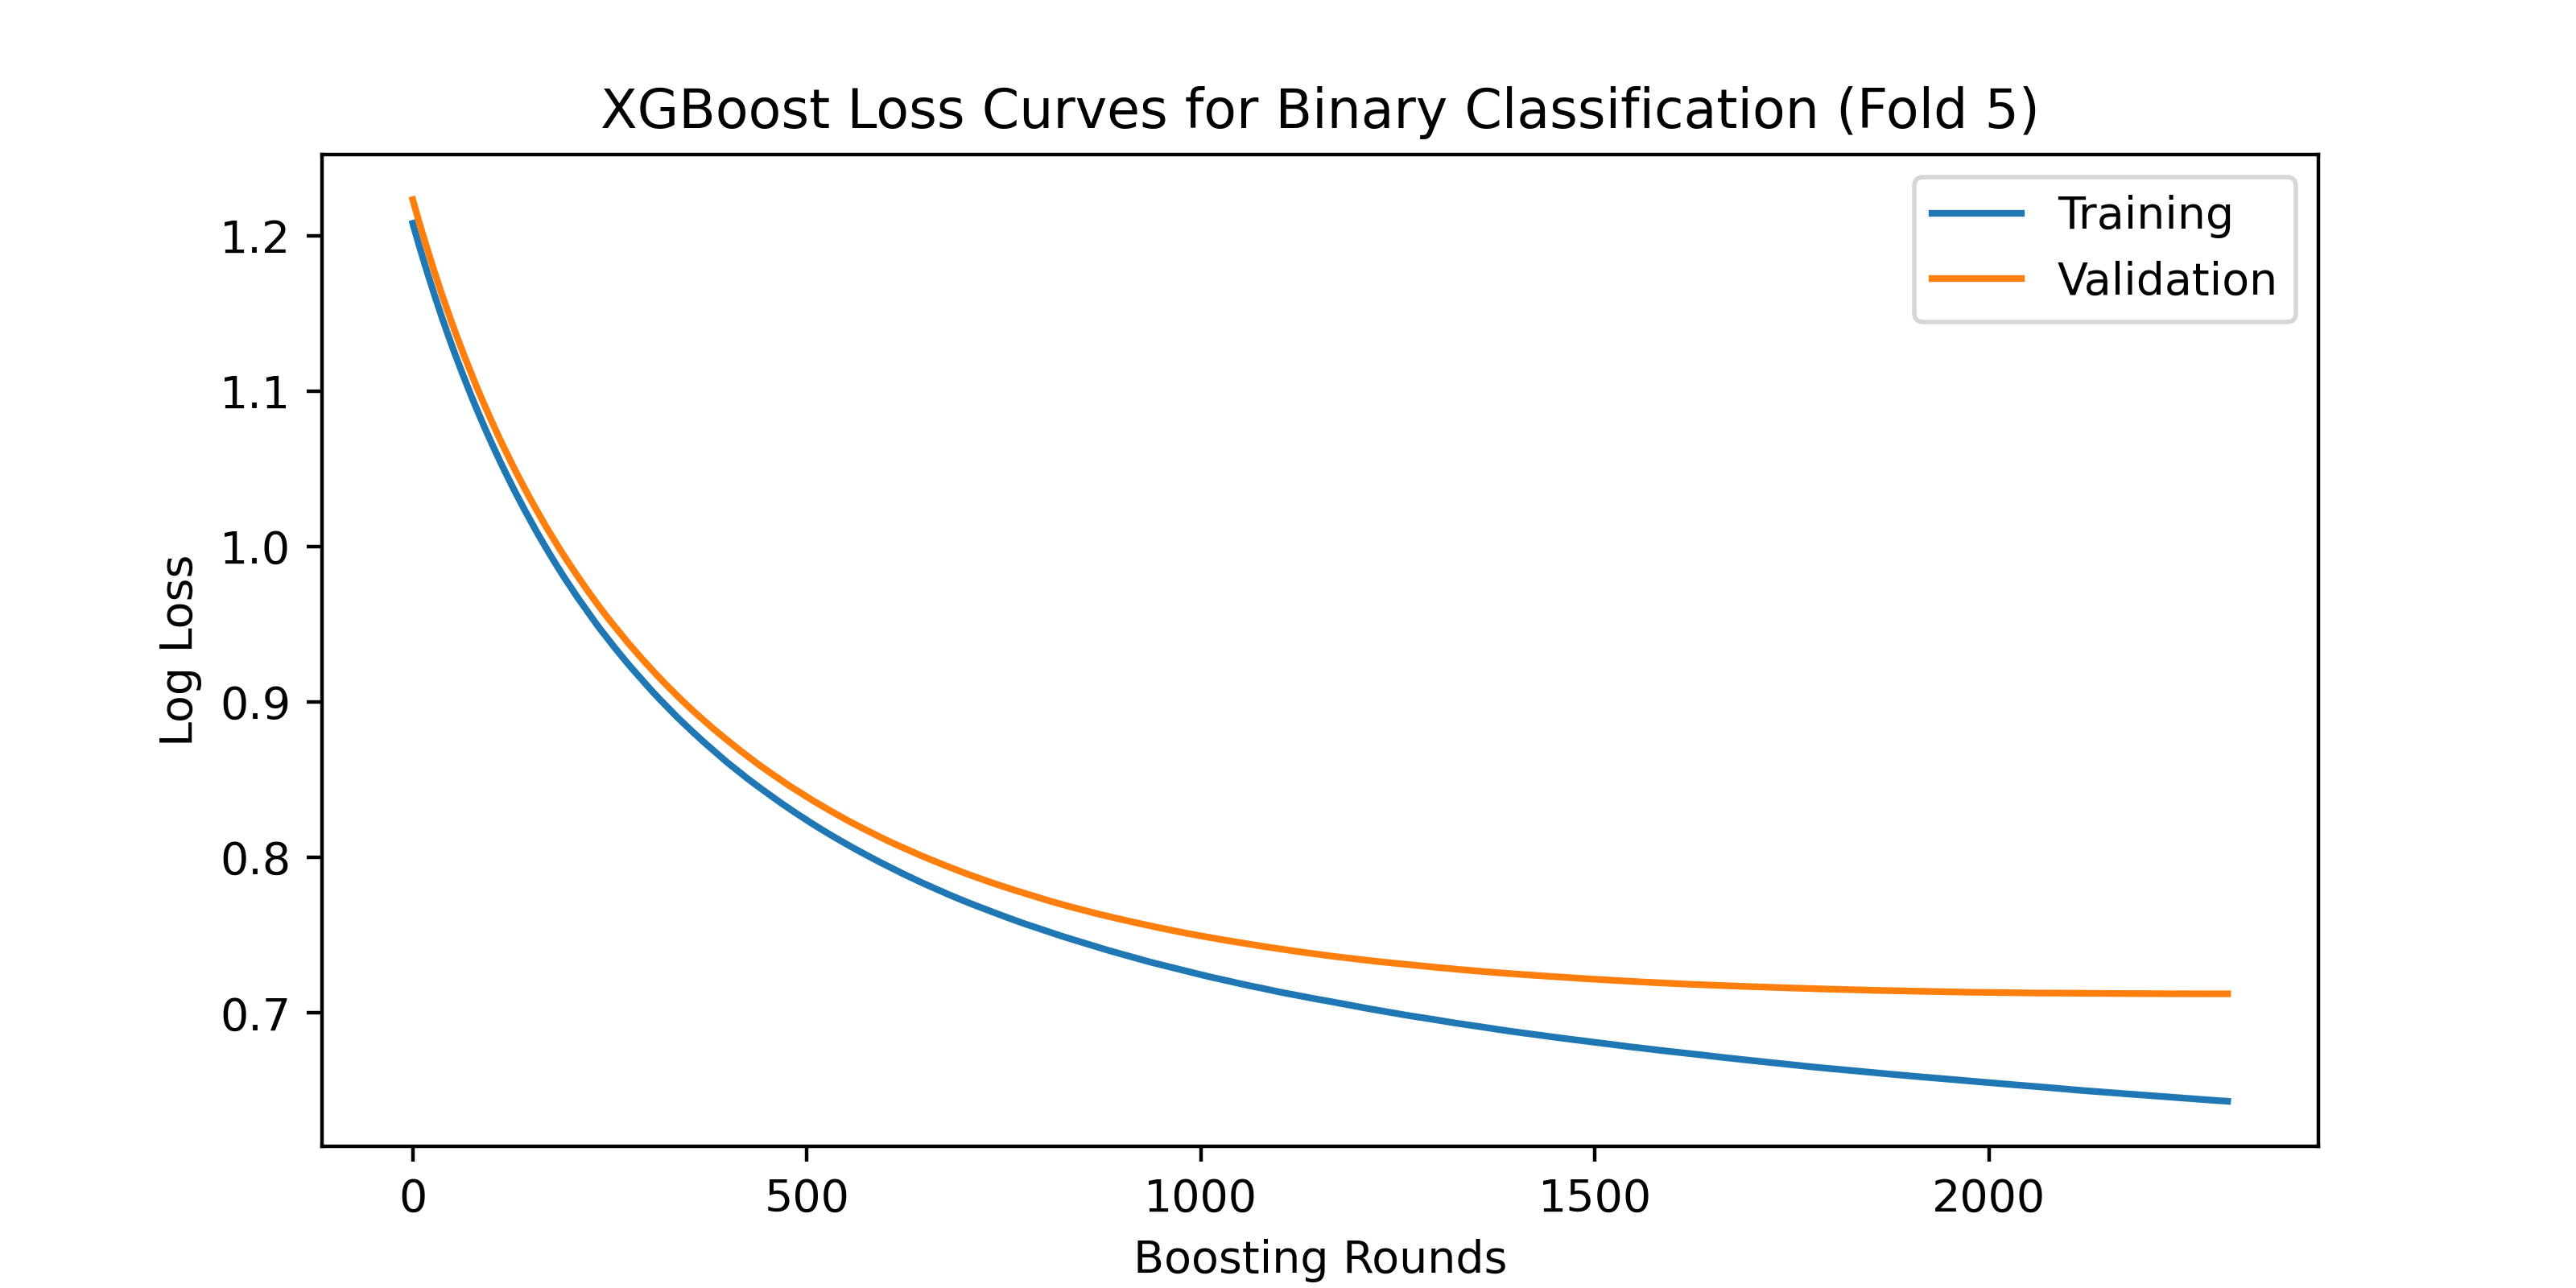 XGBoost Loss Curves for Binary Classification (Fold 5)
Training
Validation
Log Loss
1.2
1.1
1.0
0.9
0.8
0.7
0
500
1000
1500
2000
Boosting Rounds